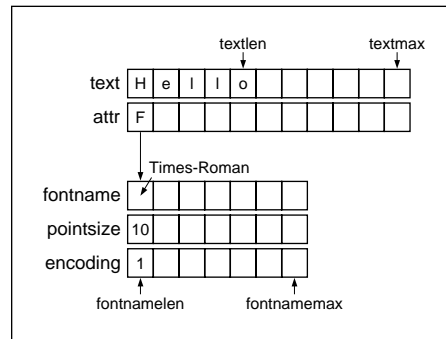 textlen textmax
text H e l l o
attr F
Times-Roman
fontname
pointsize 10
encoding 1
fontnamelen fontnamemax